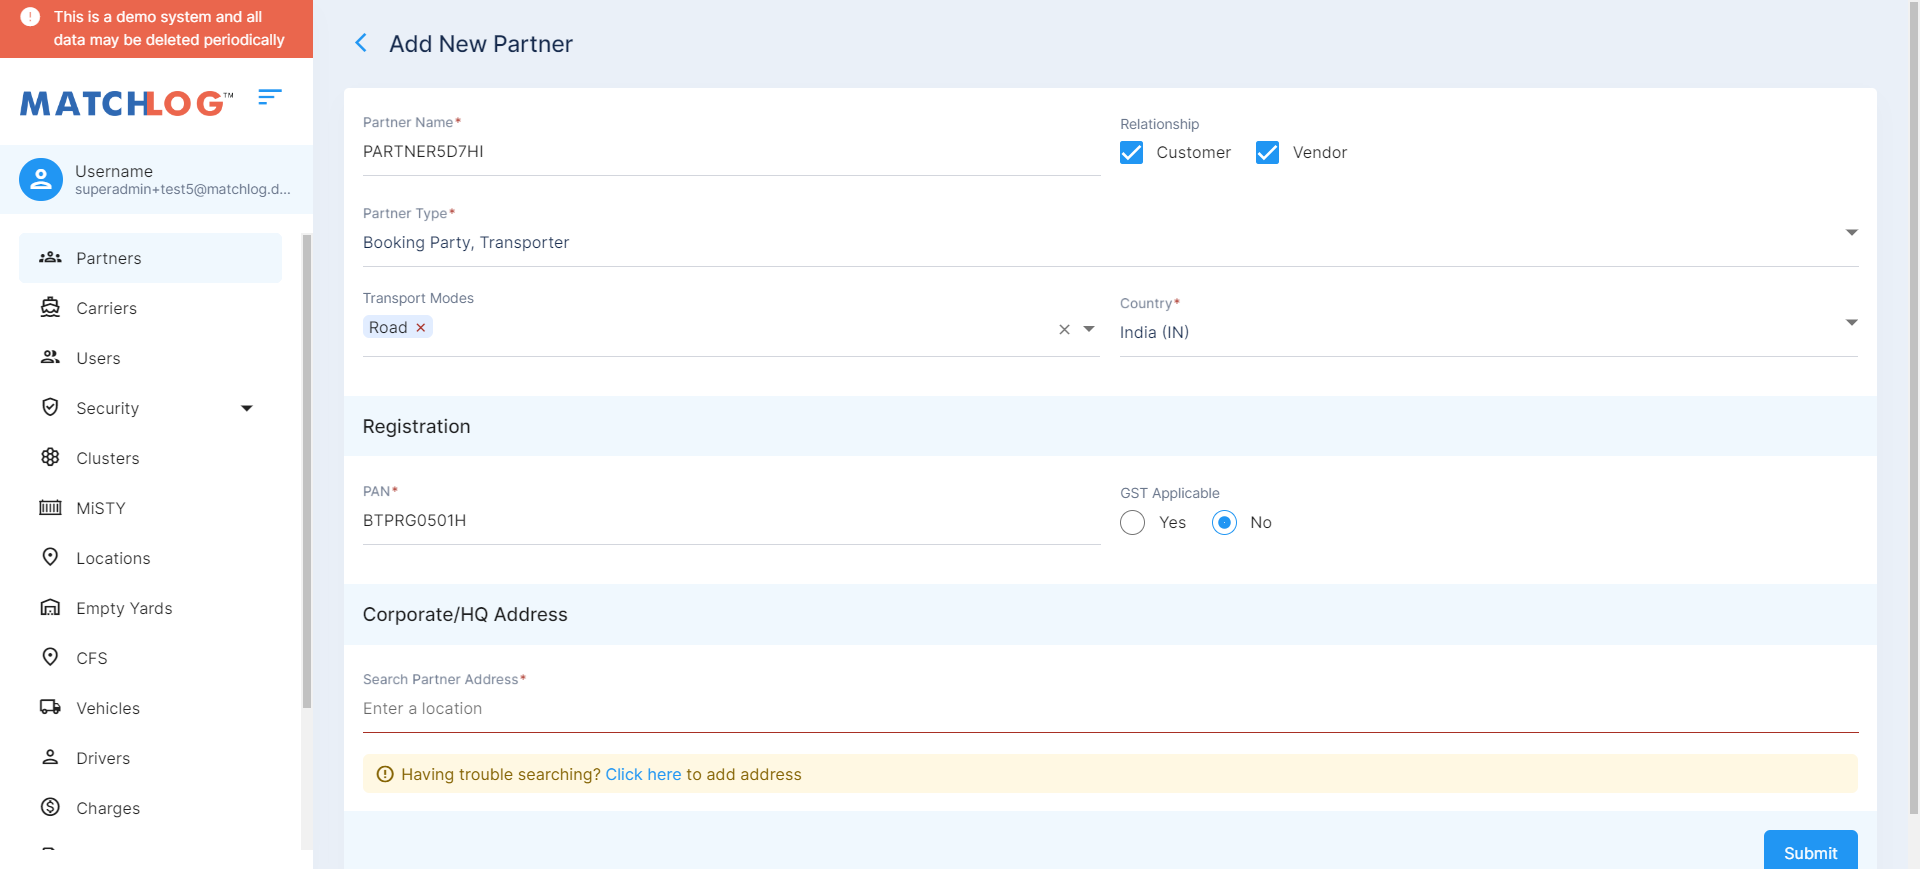 This is a demo system and all
data may be deleted periodically
MATCHLOG™
Username
superadmin+test5@matchlog.d...
Partners
Carriers
Users
Security
Clusters
MiSTY
Locations
Empty Yards
CFS
Vehicles
Drivers
Charges
Add New Partner
Partner Name*
PARTNER5D7HI
Relationship
Customer
Vendor
Partner Type*
Booking Party, Transporter
Transport Modes
Road ×
Country*
India (IN)
Registration
PAN*
BTPRG0501H
GST Applicable
Yes
No
Corporate/HQ Address
Search Partner Address*
Enter a location
Having trouble searching? Click here to add address
Submit